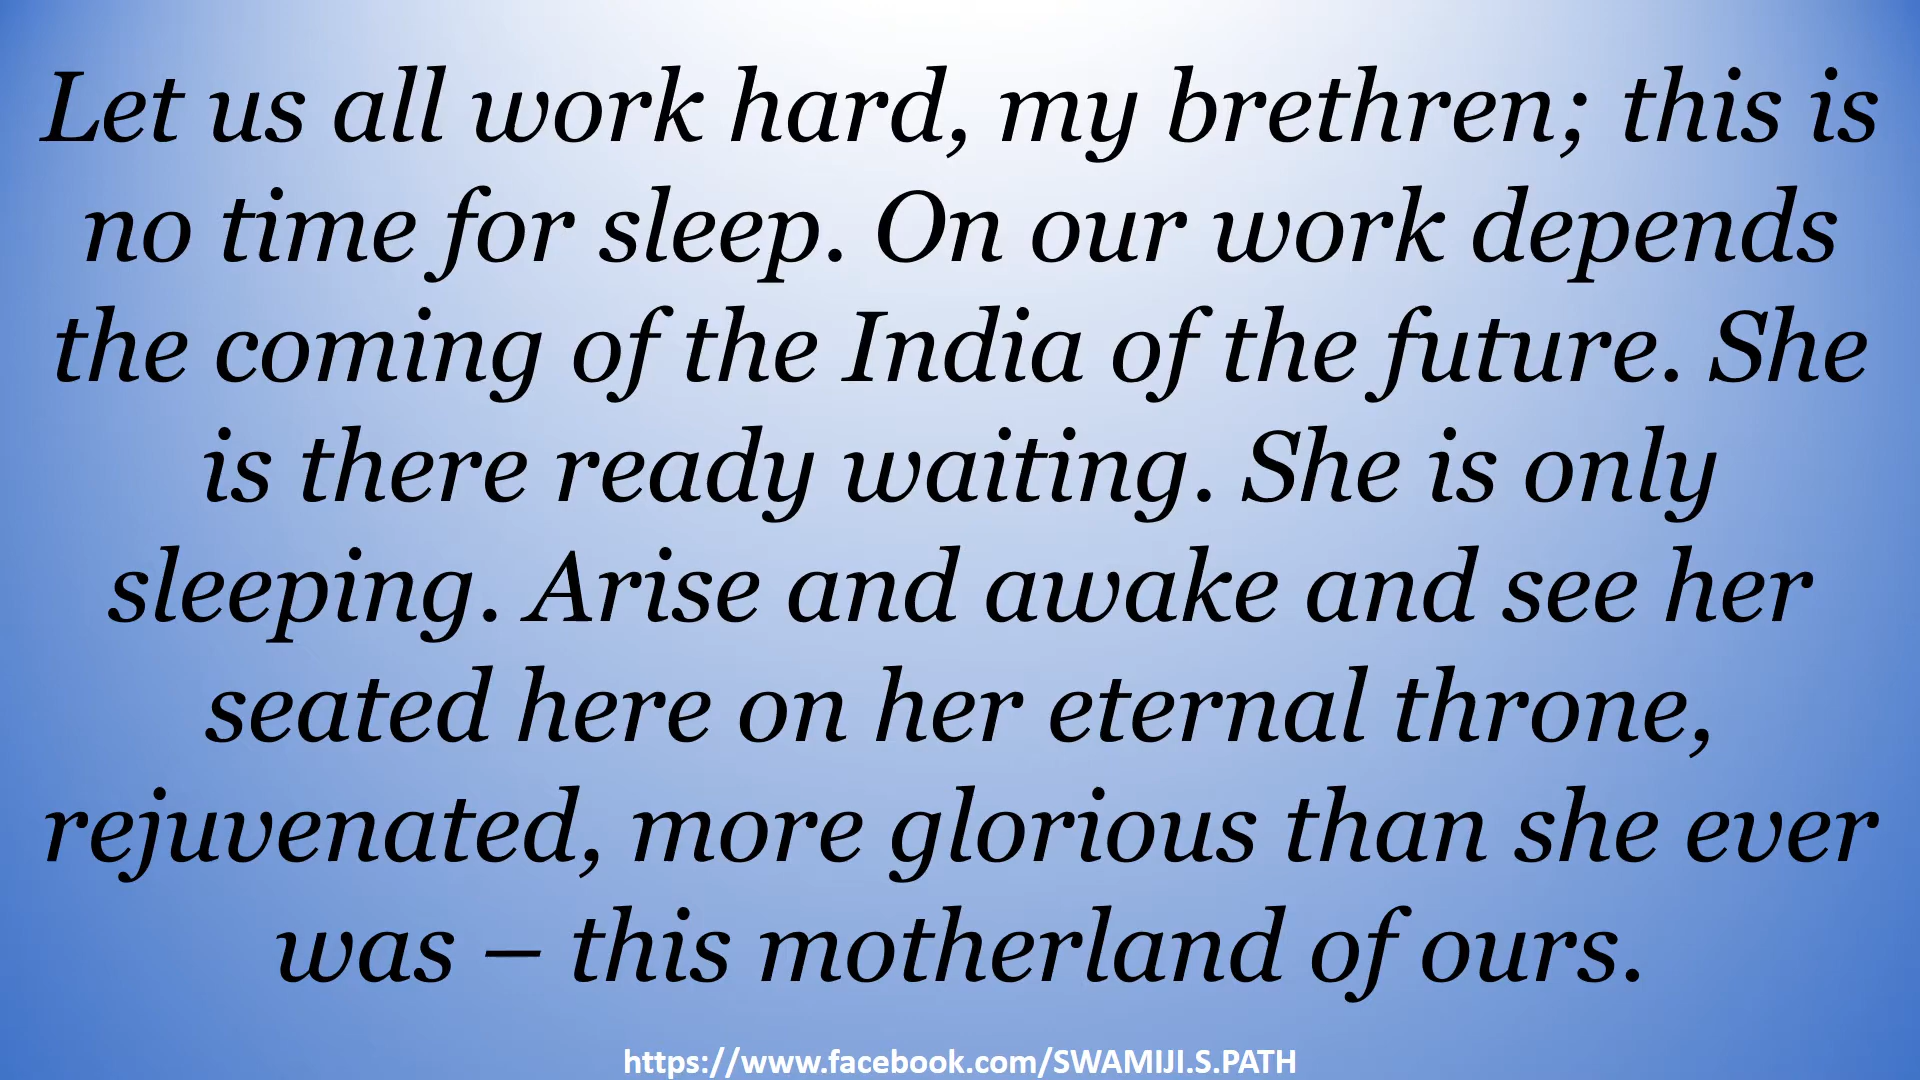 Let us all work hard, my brethren; this is
no time for sleep. On our work depends
the coming of the India of the future. She
is there ready waiting. She is only
sleeping. Arise and awake and see her
seated here on her eternal throne,
rejuvenated, more glorious than she ever
was – this motherland of ours.
https://www.facebook.com/SWAMIJI.S.PATH